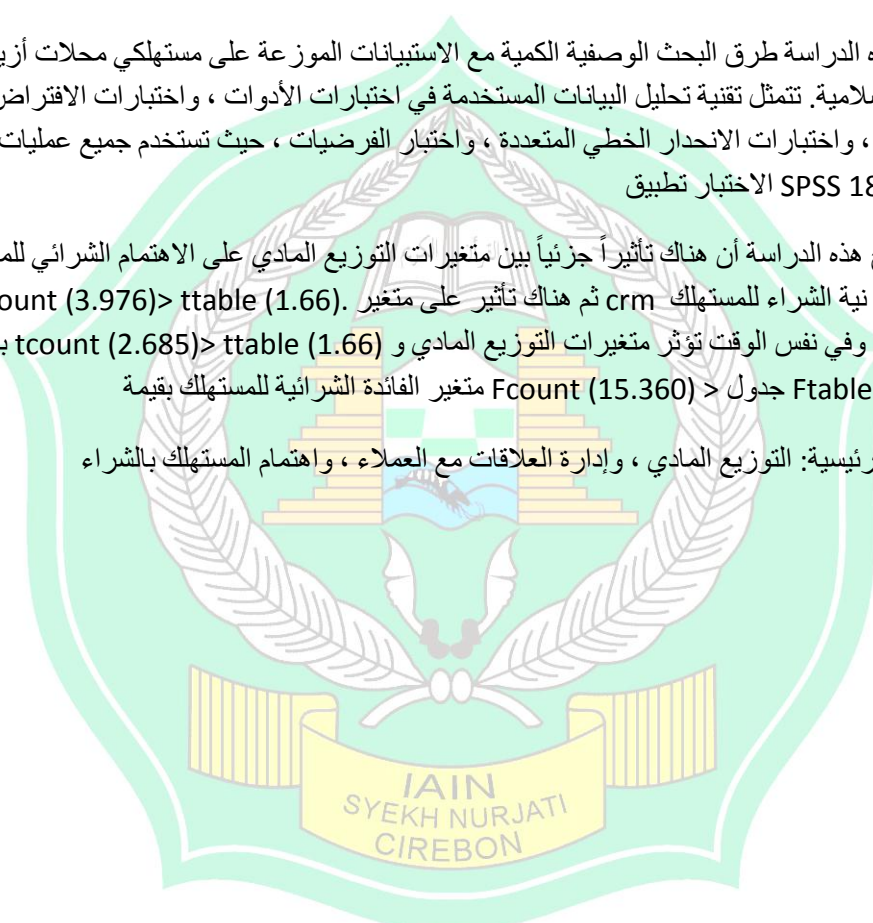 ه الدراسة طرق البحث الوصفية الكمية مع الاستبيانات الموزعة على مستهلكي محلات أزي
سلامية. تتمثل تقنية تحليل البيانات المستخدمة في اختبارات الأدوات ، واختبارات الافتراض
، واختبارات الانحدار الخطي المتعددة ، واختبار الفرضيات ، حيث تستخدم جميع عمليات
SPSS 18 الاختبار تطبيق
هذه الدراسة أن هناك تأثيراً جزئياً بين متغيرات التوزيع المادي على الاهتمام الشرائي للم
ount (3.976)> ttable (1.66). ثم هناك تأثير على متغير crm نية الشراء للمستهلك
وفي نفس الوقت تؤثر متغيرات التوزيع المادي و tcount (2.685)> ttable (1.66) ب
Ftable جدول < Fcount (15.360) متغير الفائدة الشرائية للمستهلك بقيمة
رئيسية: التوزيع المادي ، وإدارة العلاقات مع العملاء ، واهتمام المستهلك بالشراء
IAIN
SYEKH NURJATI
CIREBON